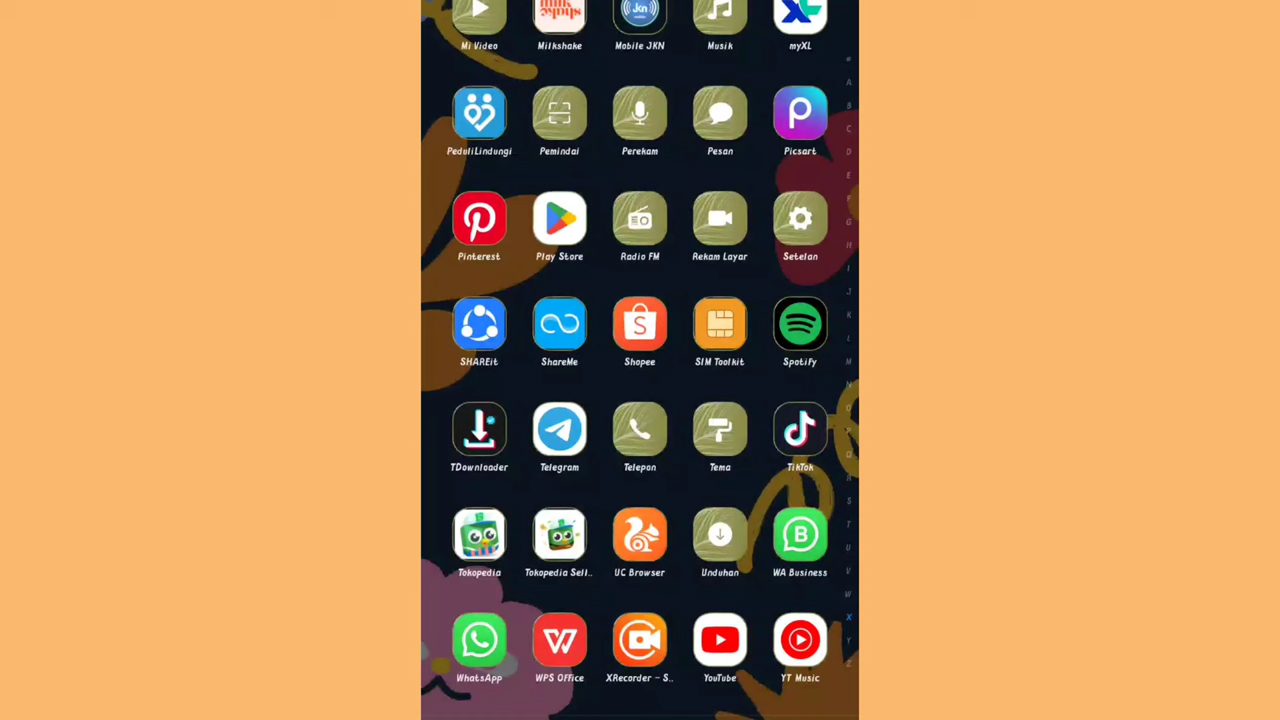 Mi Video Milkshake Mobile JKN Musik myXL
PeduliLindungi Pemindai Perekam Pesan Picsart
Pinterest Play Store Radio FM Rekam Layar Setelan
SHAREit ShareMe Shopee SIM Toolkit Spotify
TDownloader Telegram Telepon Tema TikTok
Tokopedia Tokopedia Sell.. UC Browser Unduhan WA Business
WhatsApp WPS Office XRecorder - S.. YouTube YT Music
#
A
B
C
D
E
F
G
H
I
J
K
L
M
N
O
P
Q
R
S
T
U
V
W
X
Y
Z